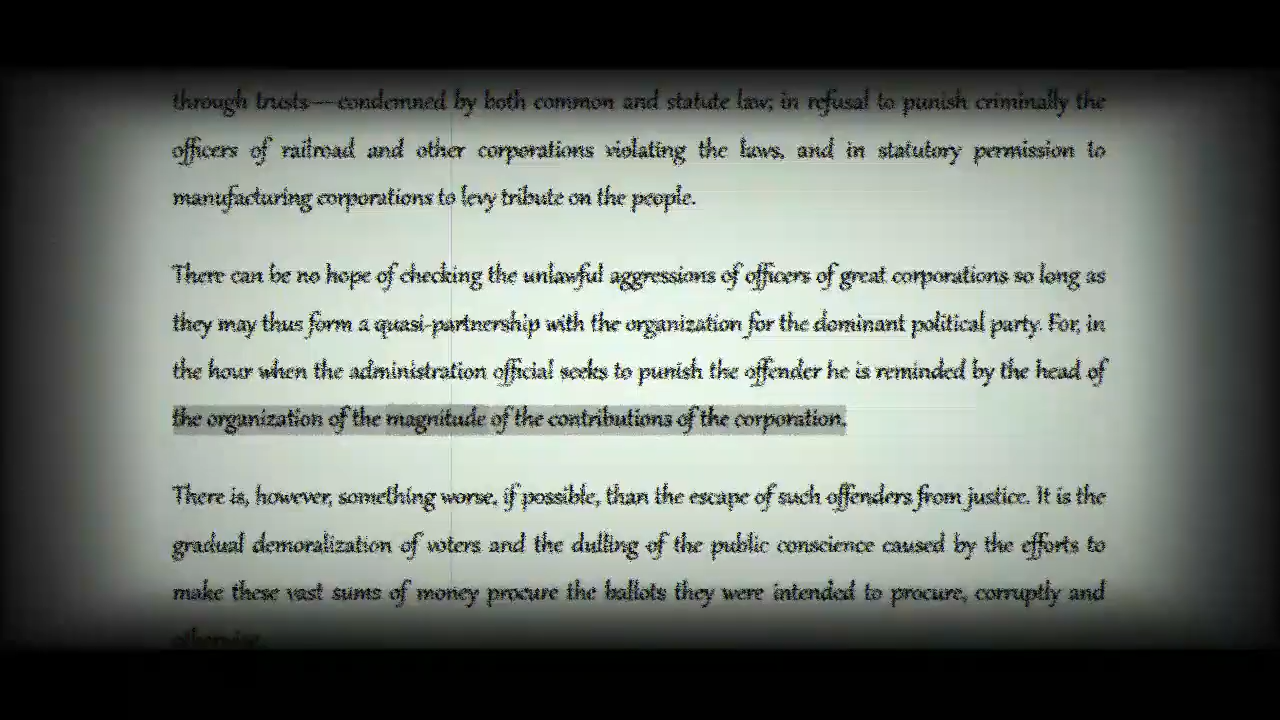 through trusts—condemned by both common and statute law; in refusal to punish criminally the
officers of railroad and other corporations violating the laws, and in statutory permission to
manufacturing corporations to levy tribute on the people.
There can be no hope of checking the unlawful aggressions of officers of great corporations so long as
they may thus form a quasi-partnership with the organization for the dominant political party. For, in
the hour when the administration official seeks to punish the offender he is reminded by the head of
the organization of the magnitude of the contributions of the corporation.
There is, however, something worse, if possible, than the escape of such offenders from justice. It is the
gradual demoralization of voters and the dulling of the public conscience caused by the efforts to
make these vast sums of money procure the ballots they were intended to procure, corruptly and
otherwise.